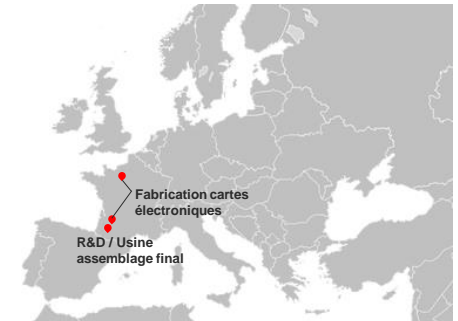 Fabrication cartes
électroniques
R&D / Usine
assemblage final